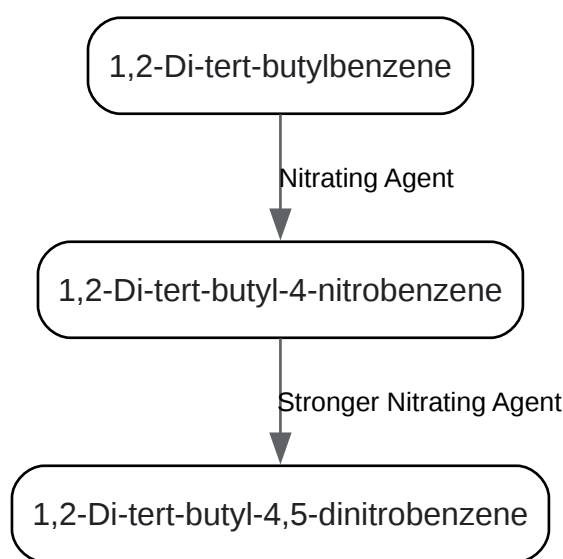 1,2-Di-tert-butylbenzene
Nitrating Agent
1,2-Di-tert-butyl-4-nitrobenzene
Stronger Nitrating Agent
1,2-Di-tert-butyl-4,5-dinitrobenzene